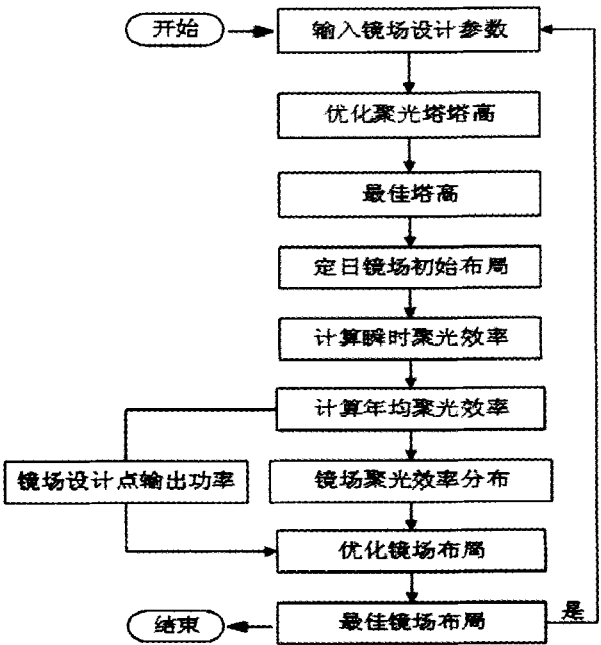 开始
输入镜场设计参数
优化聚光塔塔高
最佳塔高
定日镜场初始布局
计算瞬时聚光效率
计算年均聚光效率
镜场设计点输出功率
镜场聚光效率分布
优化镜场布局
最佳镜场布局
是
结束